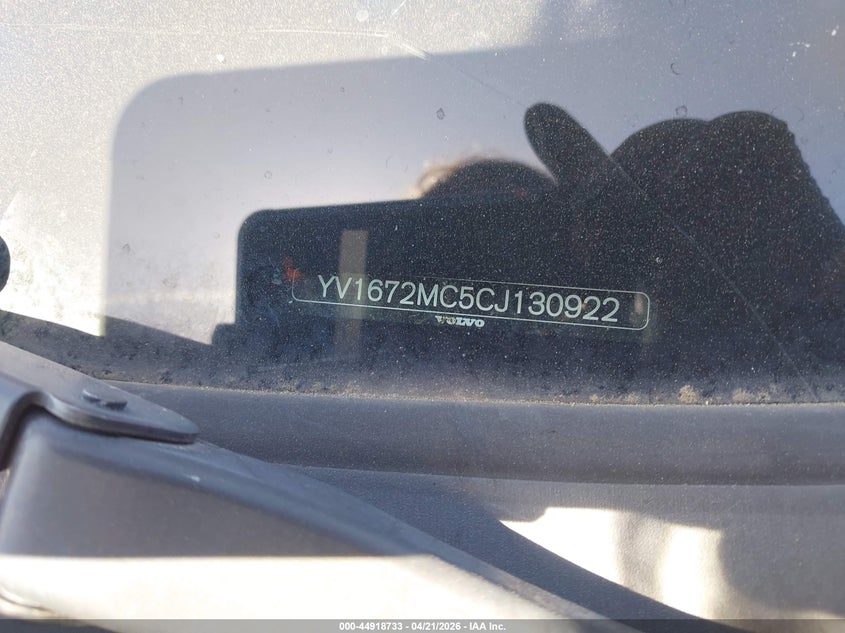 YV1672MC5CJ130922
VOLVO
000-44918733 - 04/21/2026 - IAA Inc.